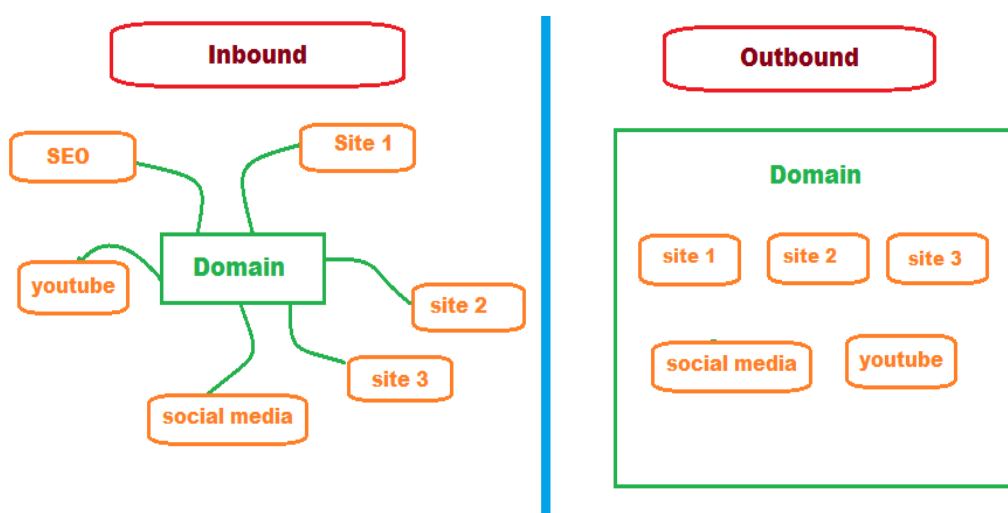 Inbound
SEO
Site 1
Domain
youtube
site 2
site 3
social media
Outbound
Domain
site 1
site 2
site 3
social media
youtube